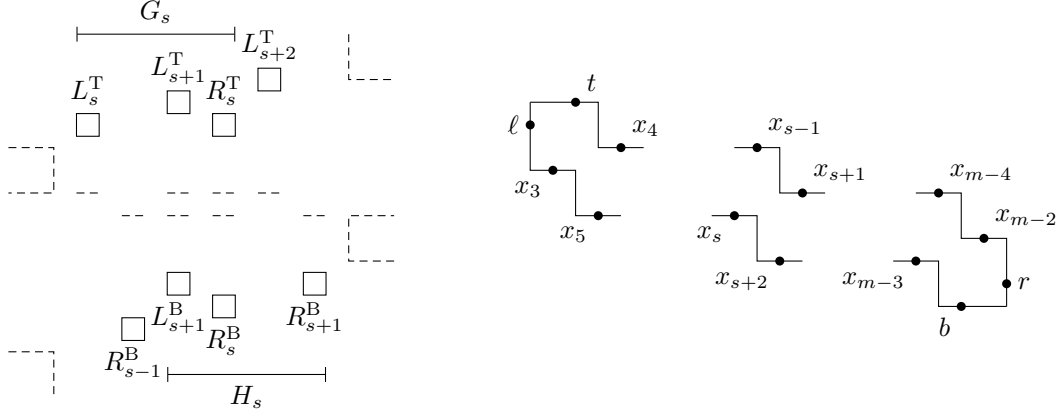 G_s
L^T_{s+2}
L^T_{s+1}
L^T_s
R^T_s
L^B_{s+1}
R^B_s
R^B_{s+1}
R^B_{s-1}
H_s
t
ℓ
x_4
x_3
x_5
x_{s-1}
x_{s+1}
x_s
x_{s+2}
x_{m-4}
x_{m-2}
x_{m-3}
r
b